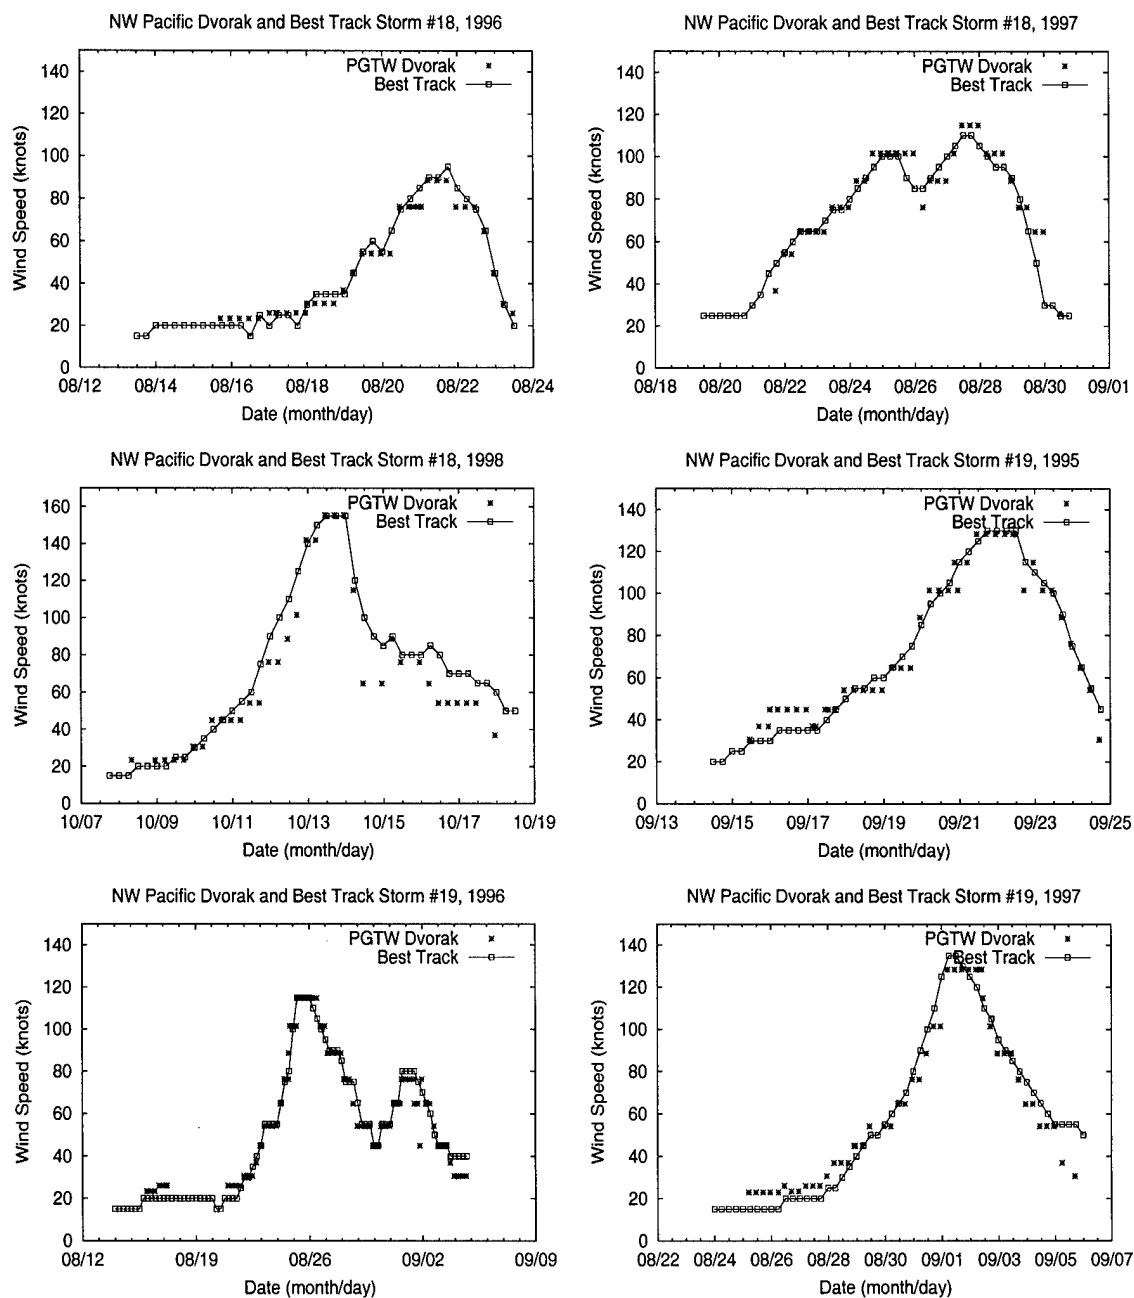 NW Pacific Dvorak and Best Track Storm #18, 1996
PGTW Dvorak
Best Track
Wind Speed (knots)
140
120
100
80
60
40
20
0
08/12 08/14 08/16 08/18 08/20 08/22 08/24
Date (month/day)
NW Pacific Dvorak and Best Track Storm #18, 1997
PGTW Dvorak
Best Track
Wind Speed (knots)
140
120
100
80
60
40
20
0
08/18 08/20 08/22 08/24 08/26 08/28 08/30 09/01
Date (month/day)
NW Pacific Dvorak and Best Track Storm #18, 1998
PGTW Dvorak
Best Track
Wind Speed (knots)
160
140
120
100
80
60
40
20
0
10/07 10/09 10/11 10/13 10/15 10/17 10/19
Date (month/day)
NW Pacific Dvorak and Best Track Storm #19, 1995
PGTW Dvorak
Best Track
Wind Speed (knots)
140
120
100
80
60
40
20
0
09/13 09/15 09/17 09/19 09/21 09/23 09/25
Date (month/day)
NW Pacific Dvorak and Best Track Storm #19, 1996
PGTW Dvorak
Best Track
Wind Speed (knots)
140
120
100
80
60
40
20
0
08/12 08/19 08/26 09/02 09/09
Date (month/day)
NW Pacific Dvorak and Best Track Storm #19, 1997
PGTW Dvorak
Best Track
Wind Speed (knots)
140
120
100
80
60
40
20
0
08/22 08/24 08/26 08/28 08/30 09/01 09/03 09/05 09/07
Date (month/day)